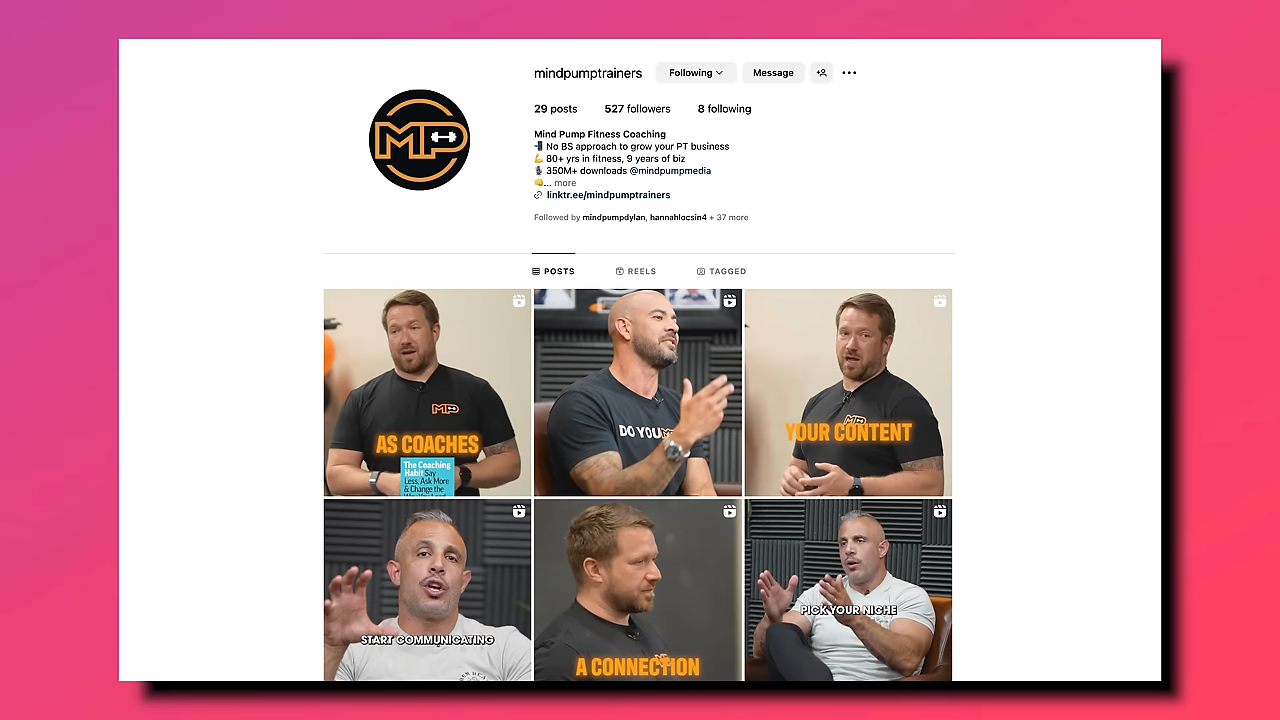 mindpumptrainers Following Message
29 posts 527 followers 8 following
Mind Pump Fitness Coaching
No BS approach to grow your PT business
80+ yrs in fitness, 9 years of biz
350M+ downloads @mindpumpmedia
... more
linktr.ee/mindpumptrainers
Followed by mindpumpdylan, hannahlocsin4 + 37 more
MP
POSTS REELS TAGGED
MP
AS COACHES
The Coaching
Habit Say
Less, Ask More
& Change the
DO YOU
MP
YOUR CONTENT
START COMMUNICATING
A CONNECTION
PICK YOUR NICHE